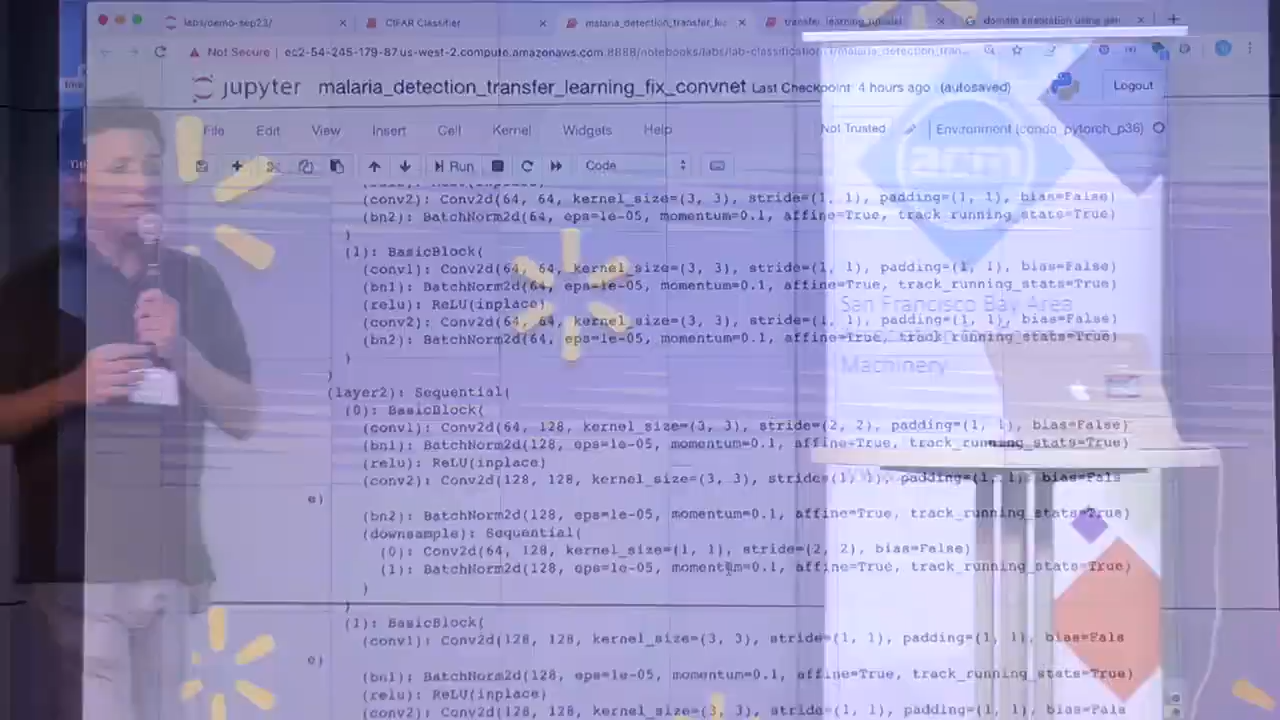 labs/demo-sep23/
CIFAR Classifier
malaria_detection_transfer_lec
transfer_learning_tutorial
domain adaptation using gen
Not Secure | ec2-54-245-179-87.us-west-2.compute.amazonaws.com:8888/notebooks/labs/lab-classification/malaria_detection_tran...
jupyter malaria_detection_transfer_learning_fix_convnet Last Checkpoint 4 hours ago (autosaved)
Logout
File Edit View Insert Cell Kernel Widgets Help
Not Trusted
Environment (conda_pytorch_p36)
Run
Code
acm
(conv2): Conv2d(64, 64, kernel_size=(3, 3), stride=(1, 1), padding=(1, 1), bias=False)
(bn2): BatchNorm2d(64, eps=1e-05, momentum=0.1, affine=True, track_running_stats=True)
)
(1): BasicBlock(
(conv1): Conv2d(64, 64, kernel_size=(3, 3), stride=(1, 1), padding=(1, 1), bias=False)
(bn1): BatchNorm2d(64, eps=1e-05, momentum=0.1, affine=True, track_running_stats=True)
(relu): ReLU(inplace)
San Francisco Bay Area
(conv2): Conv2d(64, 64, kernel_size=(3, 3), stride=(1, 1), padding=(1, 1), bias=False)
(bn2): BatchNorm2d(64, eps=1e-05, momentum=0.1, affine=True, track_running_stats=True)
)
Machinery
)
(layer2): Sequential(
(0): BasicBlock(
(conv1): Conv2d(64, 128, kernel_size=(3, 3), stride=(2, 2), padding=(1, 1), bias=False)
(bn1): BatchNorm2d(128, eps=1e-05, momentum=0.1, affine=True, track_running_stats=True)
(relu): ReLU(inplace)
(conv2): Conv2d(128, 128, kernel_size=(3, 3), stride=(1, 1), padding=(1, 1), bias=Fals
e)
(bn2): BatchNorm2d(128, eps=1e-05, momentum=0.1, affine=True, track_running_stats=True)
(downsample): Sequential(
(0): Conv2d(64, 128, kernel_size=(1, 1), stride=(2, 2), bias=False)
(1): BatchNorm2d(128, eps=1e-05, momentum=0.1, affine=True, track_running_stats=True)
)
)
(1): BasicBlock(
(conv1): Conv2d(128, 128, kernel_size=(3, 3), stride=(1, 1), padding=(1, 1), bias=Fals
e)
(bn1): BatchNorm2d(128, eps=1e-05, momentum=0.1, affine=True, track_running_stats=True)
(relu): ReLU(inplace)
(conv2): Conv2d(128, 128, kernel_size=(3, 3), stride=(1, 1), padding=(1, 1), bias=Fals